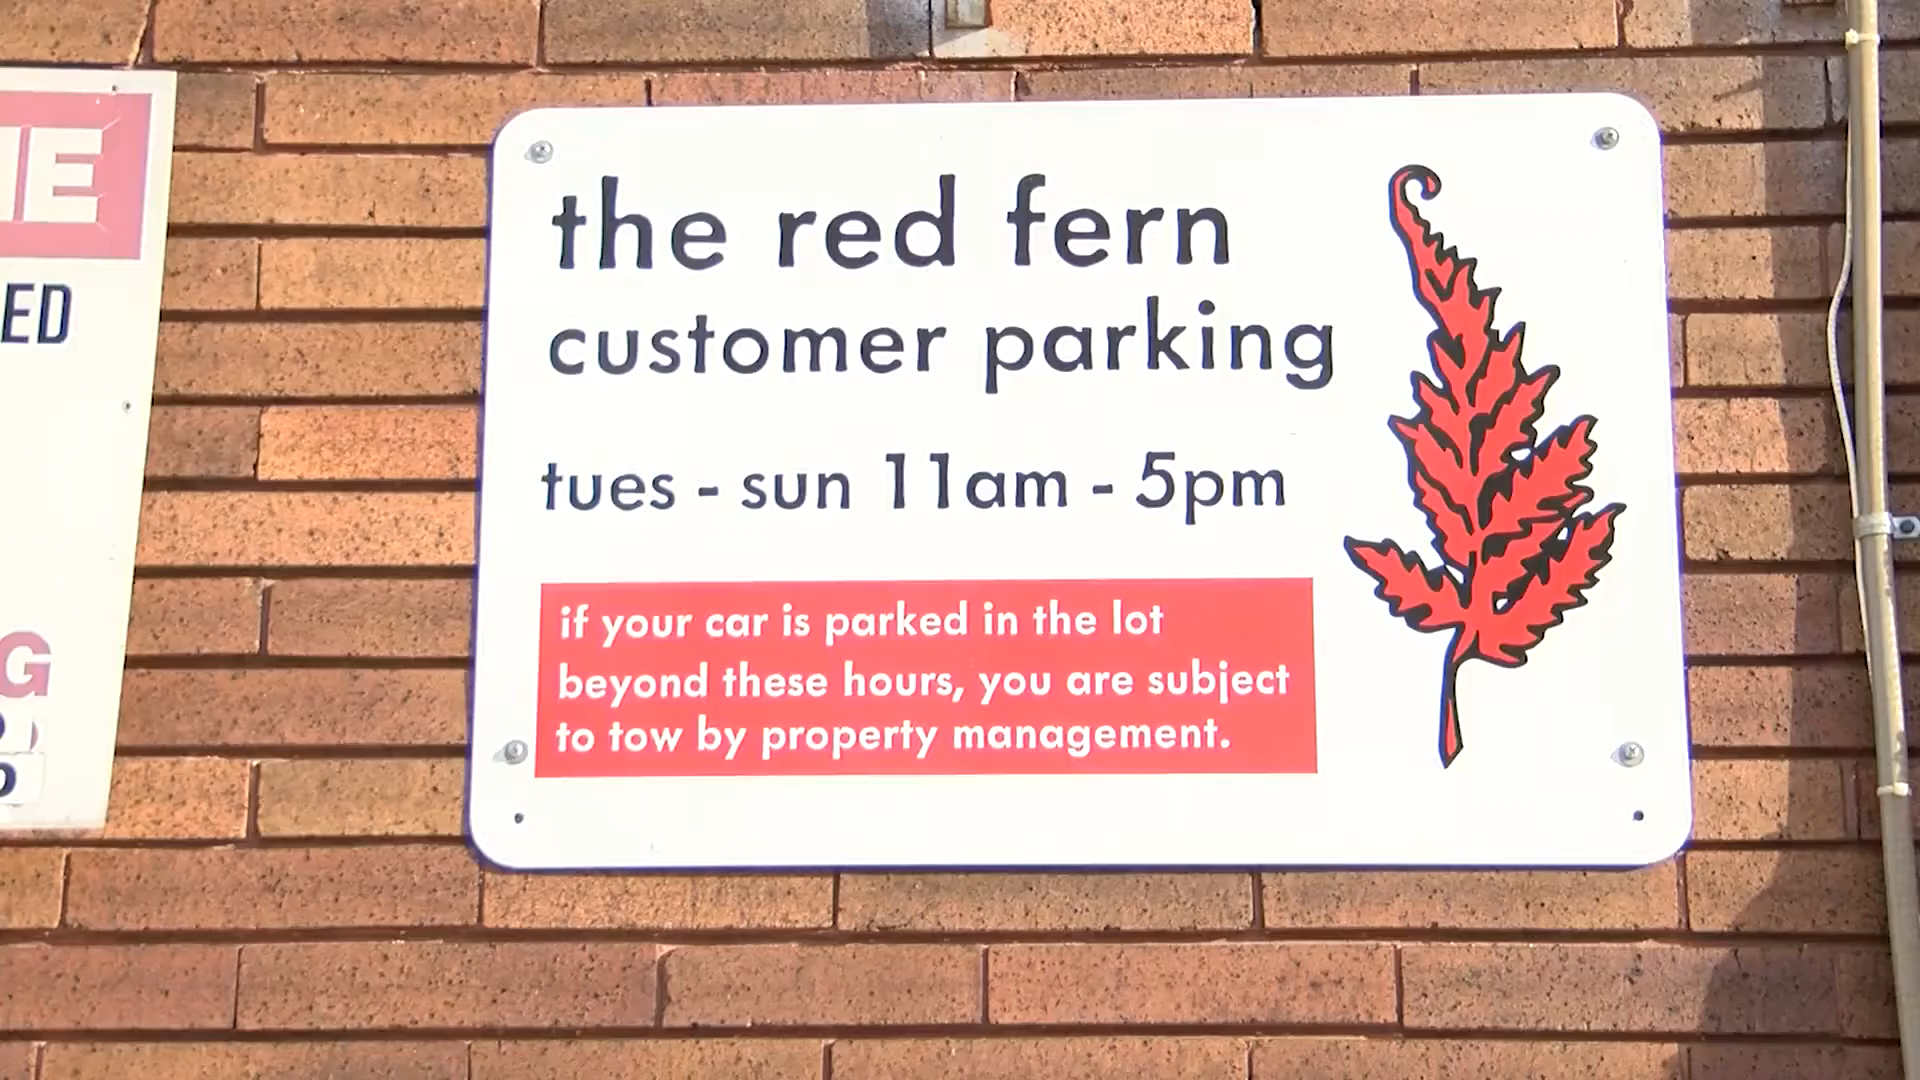 the red fern
customer parking
tues - sun 11am - 5pm
if your car is parked in the lot
beyond these hours, you are subject
to tow by property management.